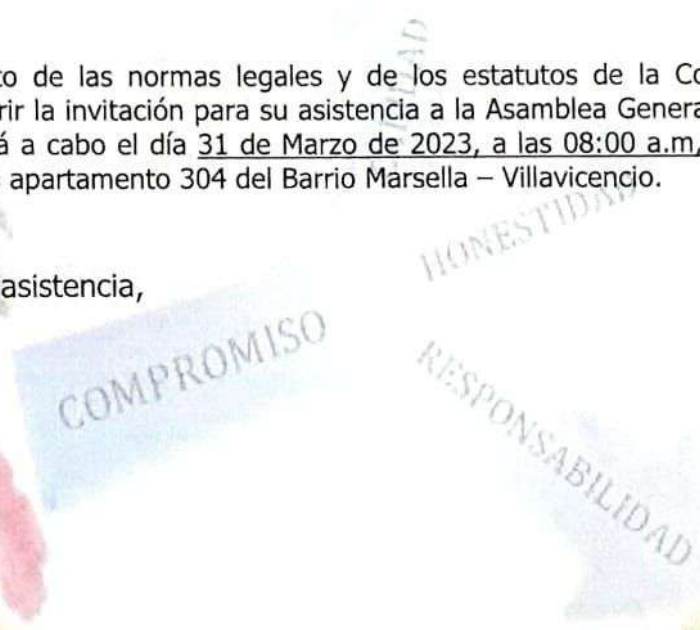 to de las normas legales y de los estatutos de la Co
rir la invitación para su asistencia a la Asamblea Genera
á a cabo el día 31 de Marzo de 2023, a las 08:00 a.m,
apartamento 304 del Barrio Marsella – Villavicencio.
HONESTIDAD
asistencia,
COMPROMISO
RESPONSABILIDAD